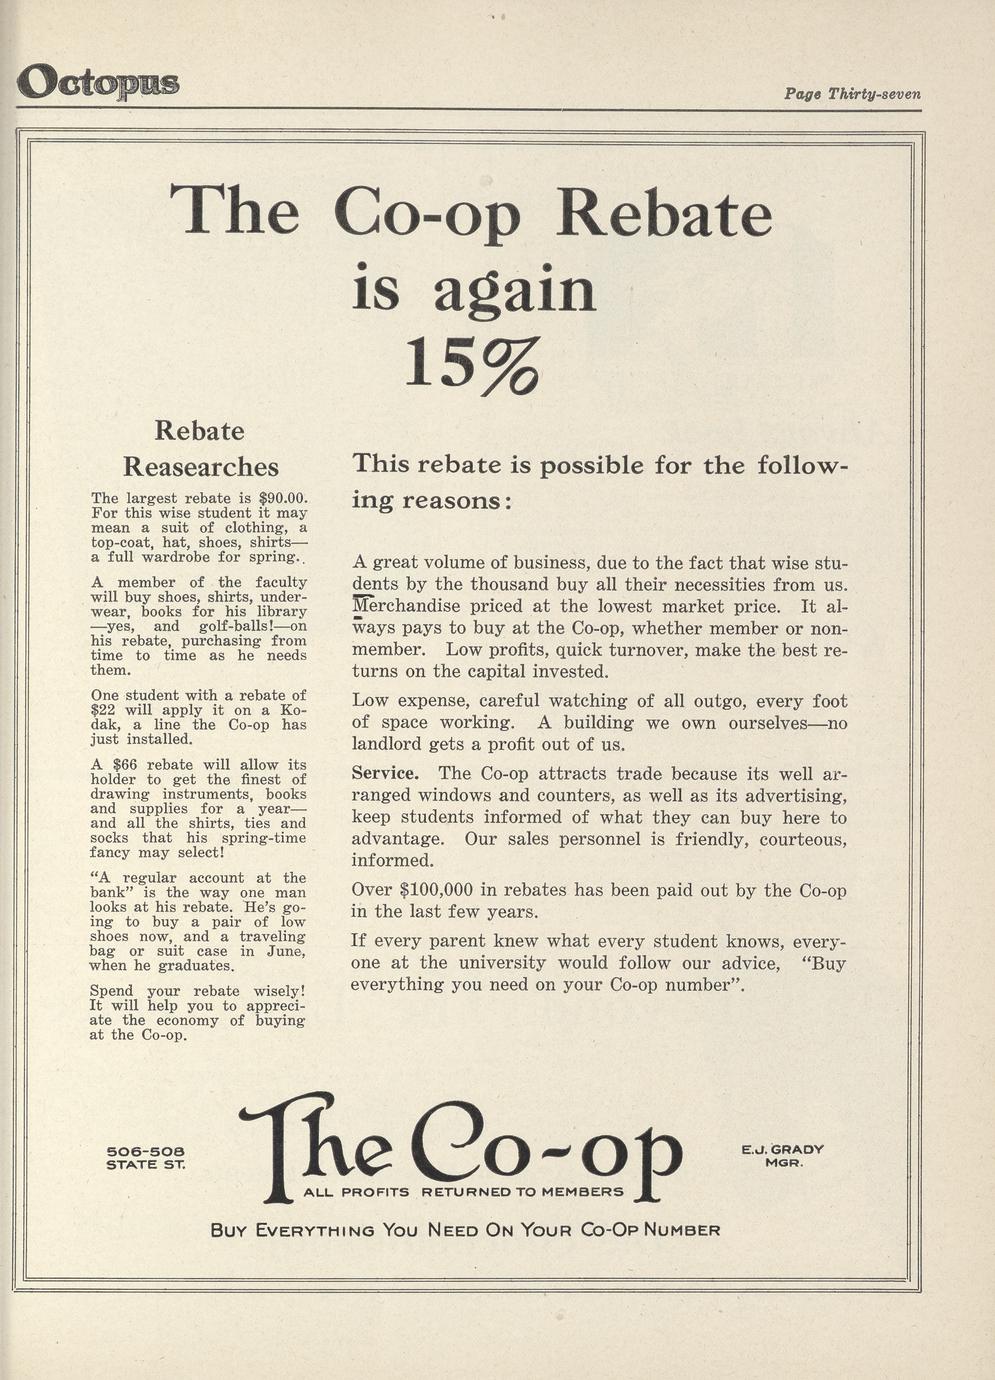 Octopus
Page Thirty-seven
The Co-op Rebate
is again
15%
Rebate
Reasearches
The largest rebate is $90.00.
For this wise student it may
mean a suit of clothing, a
top-coat, hat, shoes, shirts—
a full wardrobe for spring..
A member of the faculty
will buy shoes, shirts, under-
wear, books for his library
—yes, and golf-balls!—on
his rebate, purchasing from
time to time as he needs
them.
One student with a rebate of
$22 will apply it on a Ko-
dak, a line the Co-op has
just installed.
A $66 rebate will allow its
holder to get the finest of
drawing instruments, books
and supplies for a year—
and all the shirts, ties and
socks that his spring-time
fancy may select!
"A regular account at the
bank" is the way one man
looks at his rebate. He's go-
ing to buy a pair of low
shoes now, and a traveling
bag or suit case in June,
when he graduates.
Spend your rebate wisely!
It will help you to appreci-
ate the economy of buying
at the Co-op.
This rebate is possible for the follow-
ing reasons:
A great volume of business, due to the fact that wise stu-
dents by the thousand buy all their necessities from us.
Merchandise priced at the lowest market price. It al-
ways pays to buy at the Co-op, whether member or non-
member. Low profits, quick turnover, make the best re-
turns on the capital invested.
Low expense, careful watching of all outgo, every foot
of space working. A building we own ourselves—no
landlord gets a profit out of us.
Service. The Co-op attracts trade because its well ar-
ranged windows and counters, as well as its advertising,
keep students informed of what they can buy here to
advantage. Our sales personnel is friendly, courteous,
informed.
Over $100,000 in rebates has been paid out by the Co-op
in the last few years.
If every parent knew what every student knows, every-
one at the university would follow our advice, "Buy
everything you need on your Co-op number".
506-508
STATE ST.
The Co-op
ALL PROFITS RETURNED TO MEMBERS
E.J. GRADY
MGR.
BUY EVERYTHING YOU NEED ON YOUR CO-OP NUMBER